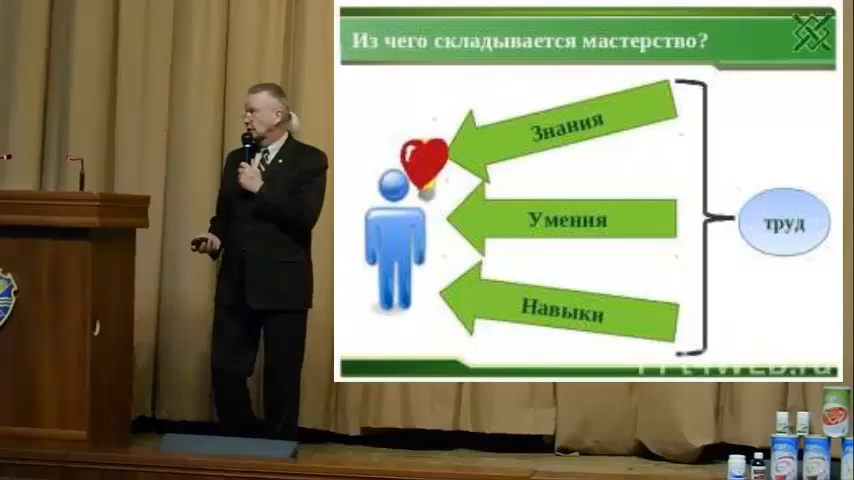 Из чего складывается мастерство?
Знания
Умения
Навыки
труд